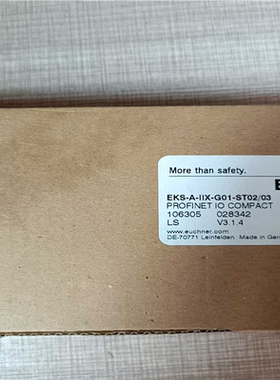 More than safety.
E
EKS-A-IIX-G01-ST02/03
PROFINET IO COMPACT
106305 028342
LS V3.1.4
www.euchner.com
DE-70771 Leinfelden. Made in Ger